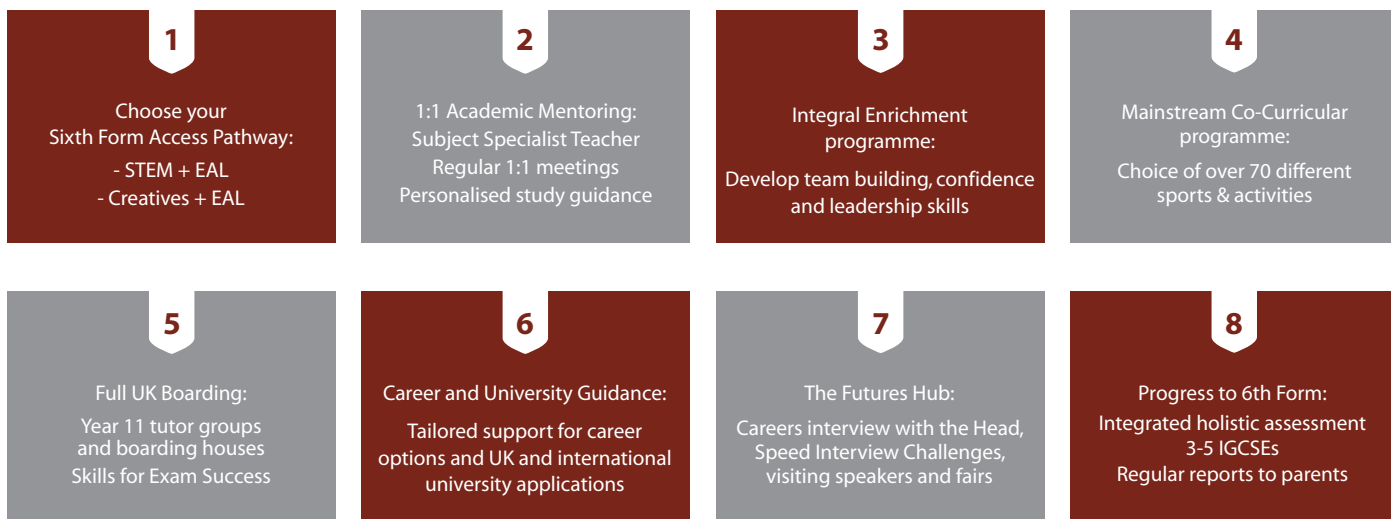 1
Choose your
Sixth Form Access Pathway:
- STEM + EAL
- Creatives + EAL
2
1:1 Academic Mentoring:
Subject Specialist Teacher
Regular 1:1 meetings
Personalised study guidance
3
Integral Enrichment
programme:
Develop team building, confidence
and leadership skills
4
Mainstream Co-Curricular
programme:
Choice of over 70 different
sports & activities
5
Full UK Boarding:
Year 11 tutor groups
and boarding houses
Skills for Exam Success
6
Career and University Guidance:
Tailored support for career
options and UK and international
university applications
7
The Futures Hub:
Careers interview with the Head,
Speed Interview Challenges,
visiting speakers and fairs
8
Progress to 6th Form:
Integrated holistic assessment
3-5 IGCSEs
Regular reports to parents